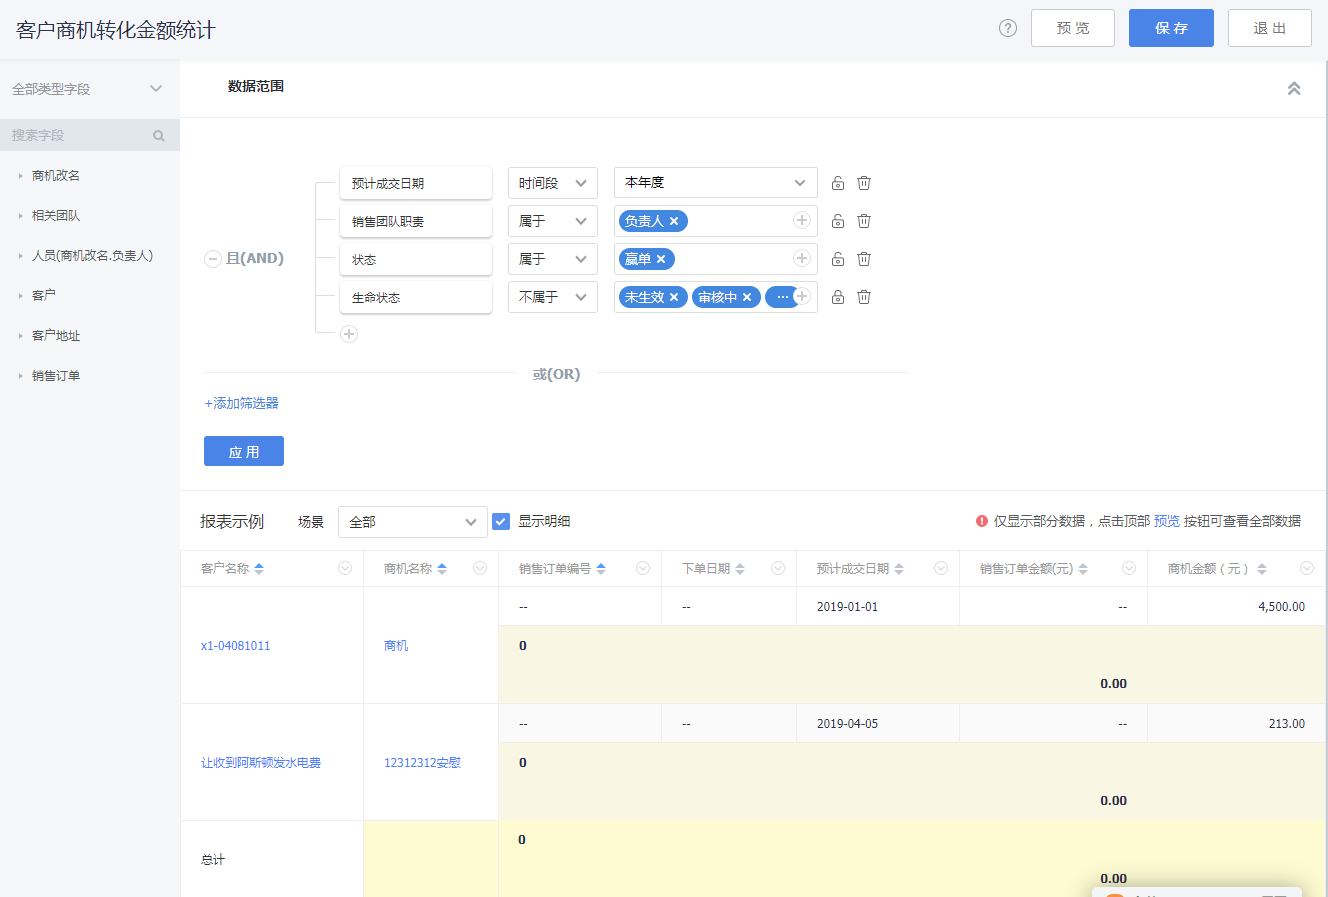 客户商机转化金额统计
? 预 览 保 存 退 出
全部类型字段
数据范围
搜索字段
商机改名
相关团队
人员(商机改名.负责人)
客户
客户地址
销售订单
预计成交日期 时间段 本年度
销售团队职责 属于 负责人 ×
且(AND)
状态 属于 赢单 ×
生命状态 不属于 未生效 × 审核中 × ...
或(OR)
+添加筛选器
应 用
报表示例 场景 全部 显示明细 仅显示部分数据，点击顶部 预览 按钮可查看全部数据
客户名称 商机名称 销售订单编号 下单日期 预计成交日期 销售订单金额(元) 商机金额（元）
-- -- 2019-01-01 -- 4,500.00
x1-04081011 商机 0
0.00
-- -- 2019-04-05 -- 213.00
让收到阿斯顿发水电费 12312312安慰 0
0.00
总计 0
0.00